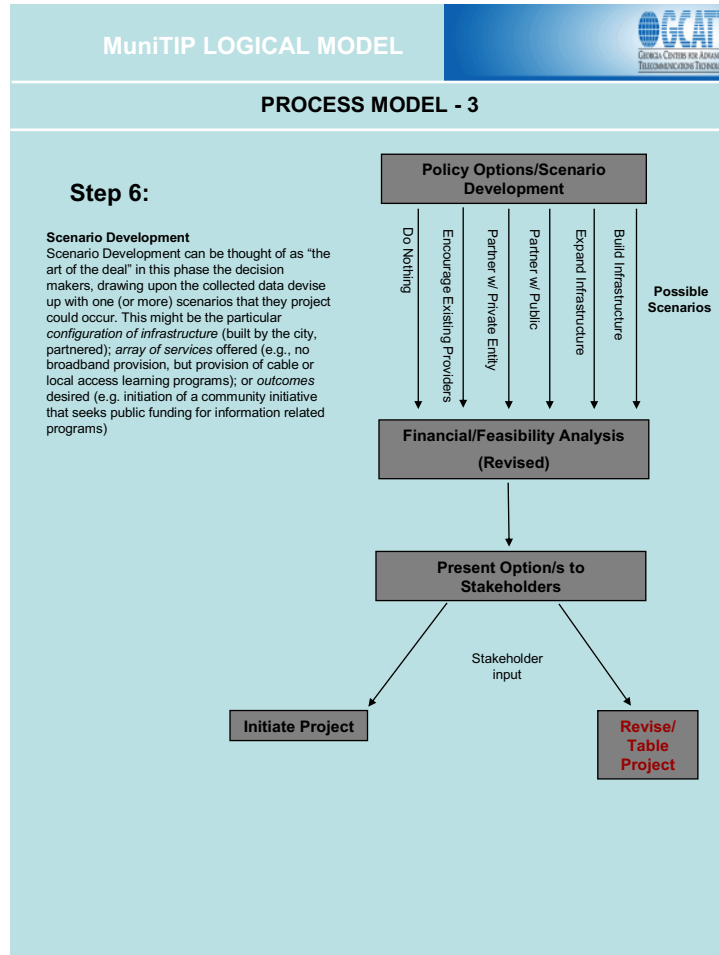 MuniTIP LOGICAL MODEL
GCATT
GEORGIA CENTERS FOR
TELECOMMUNICATIONS
PROCESS MODEL - 3
Step 6:
Scenario Development
Scenario Development can be thought of as “the
art of the deal” in this phase the decision
makers, drawing upon the collected data devise
up with one (or more) scenarios that they project
could occur. This might be the particular
configuration of infrastructure (built by the city,
partnered); array of services offered (e.g., no
broadband provision, but provision of cable or
local access learning programs); or outcomes
desired (e.g. initiation of a community initiative
that seeks public funding for information related
programs)
Policy Options/Scenario
Development
Do Nothing
Encourage Existing Providers
Partner w/ Private Entity
Partner w/ Public
Expand Infrastructure
Build Infrastructure
Possible
Scenarios
Financial/Feasibility Analysis
(Revised)
Present Option/s to
Stakeholders
Stakeholder
input
Initiate Project
Revise/
Table
Project